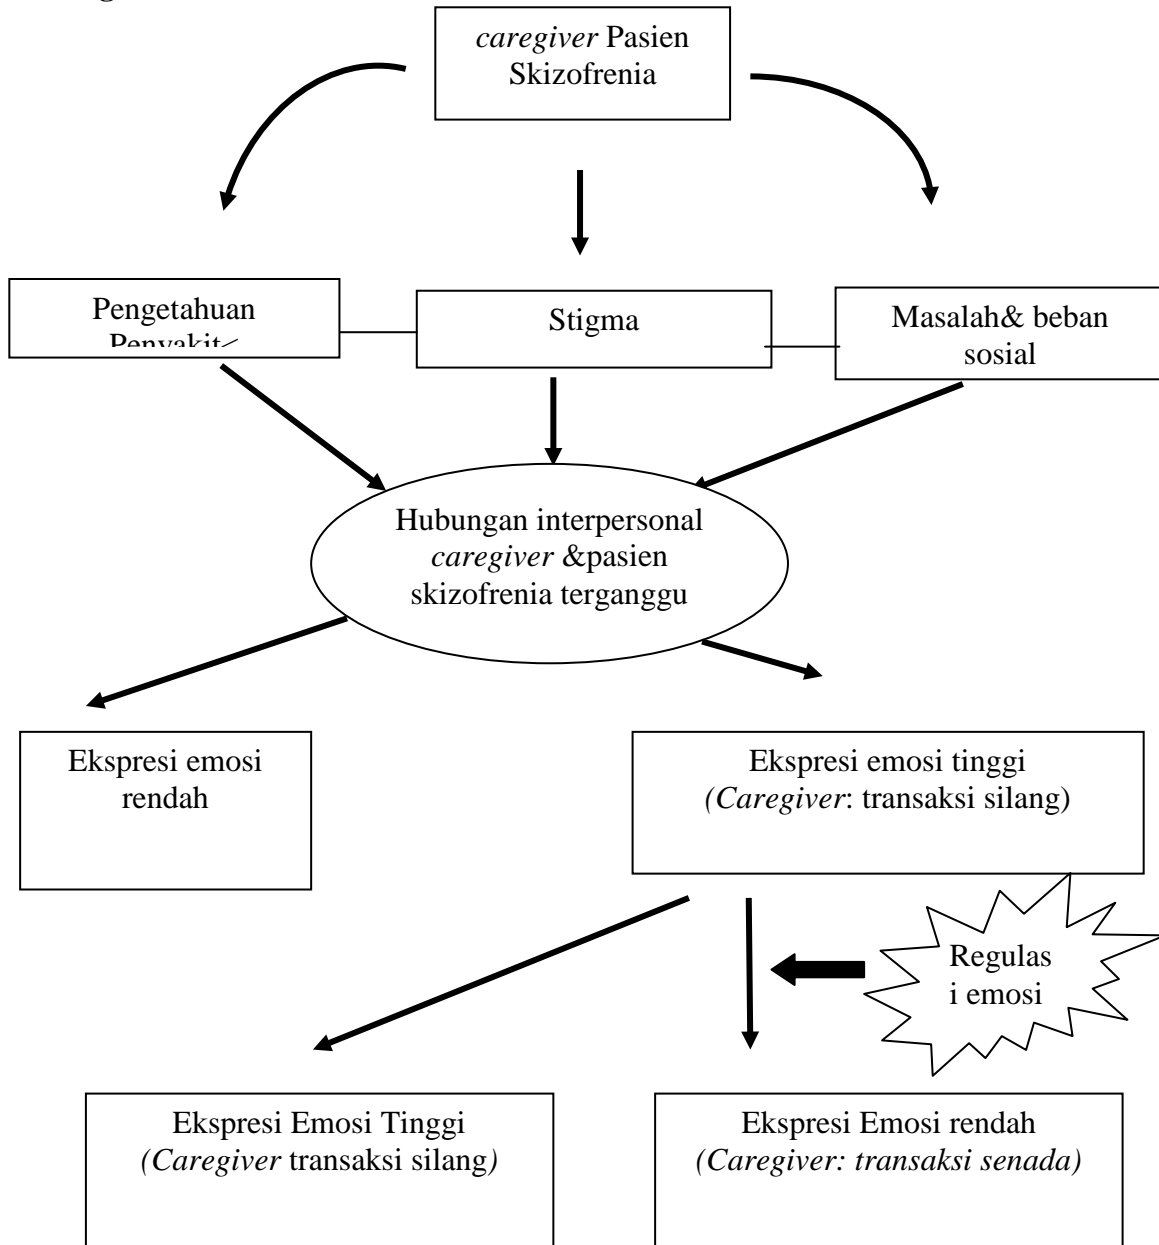 caregiver Pasien
Skizofrenia
Pengetahuan
Penyakit<
Stigma
Masalah& beban
sosial
Hubungan interpersonal
caregiver &pasien
skizofrenia terganggu
Ekspresi emosi
rendah
Ekspresi emosi tinggi
(Caregiver: transaksi silang)
Regulas
i emosi
Ekspresi Emosi Tinggi
(Caregiver transaksi silang)
Ekspresi Emosi rendah
(Caregiver: transaksi senada)